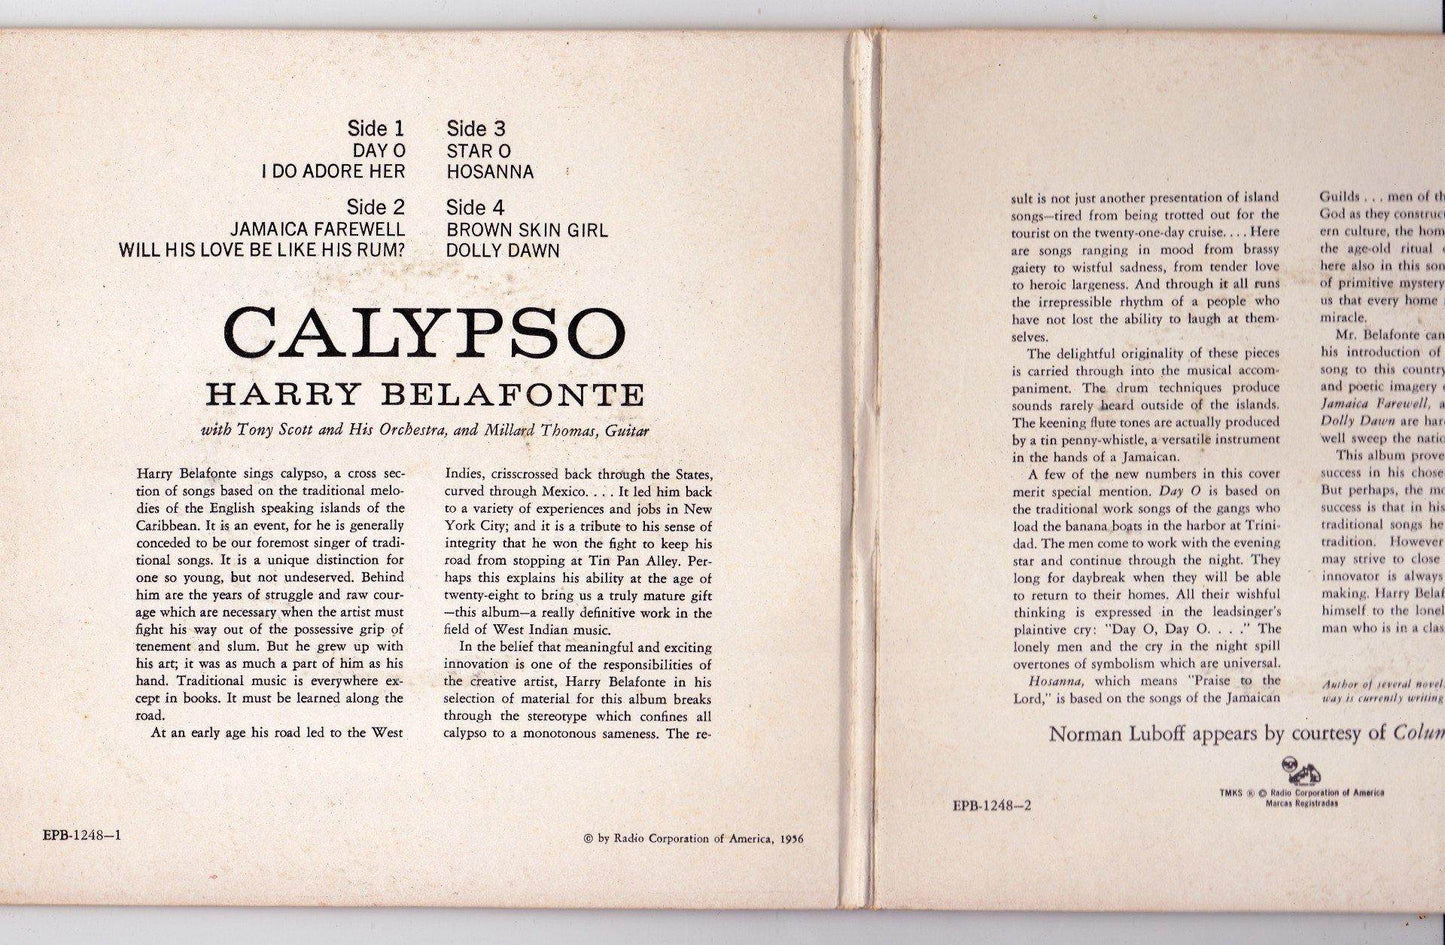 Side 1
DAY O
I DO ADORE HER
Side 2
JAMAICA FAREWELL
WILL HIS LOVE BE LIKE HIS RUM?
Side 3
STAR O
HOSANNA
Side 4
BROWN SKIN GIRL
DOLLY DAWN
CALYPSO
HARRY BELAFONTE
with Tony Scott and His Orchestra, and Millard Thomas, Guitar
Harry Belafonte sings calypso, a cross sec-
tion of songs based on the traditional melo-
dies of the English speaking islands of the
Caribbean. It is an event, for he is generally
conceded to be our foremost singer of tradi-
tional songs. It is a unique distinction for
one so young, but not undeserved. Behind
him are the years of struggle and raw cour-
age which are necessary when the artist must
fight his way out of the possessive grip of
tenement and slum. But he grew up with
his art; it was as much a part of him as his
hand. Traditional music is everywhere ex-
cept in books. It must be learned along the
road.
At an early age his road led to the West
Indies, crisscrossed back through the States,
curved through Mexico. . . . It led him back
to a variety of experiences and jobs in New
York City; and it is a tribute to his sense of
integrity that he won the fight to keep his
road from stopping at Tin Pan Alley. Per-
haps this explains his ability at the age of
twenty-eight to bring us a truly mature gift
—this album—a really definitive work in the
field of West Indian music.
In the belief that meaningful and exciting
innovation is one of the responsibilities of
the creative artist, Harry Belafonte in his
selection of material for this album breaks
through the stereotype which confines all
calypso to a monotonous sameness. The re-
EPB-1248—1
© by Radio Corporation of America, 1956
sult is not just another presentation of island
songs—tired from being trotted out for the
tourist on the twenty-one-day cruise. . . . Here
are songs ranging in mood from brassy
gaiety to wistful sadness, from tender love
to heroic largeness. And through it all runs
the irrepressible rhythm of a people who
have not lost the ability to laugh at them-
selves.
The delightful originality of these pieces
is carried through into the musical accom-
paniment. The drum techniques produce
sounds rarely heard outside of the islands.
The keening flute tones are actually produced
by a tin penny-whistle, a versatile instrument
in the hands of a Jamaican.
A few of the new numbers in this cover
merit special mention. Day O is based on
the traditional work songs of the gangs who
load the banana boats in the harbor at Trini-
dad. The men come to work with the evening
star and continue through the night. They
long for daybreak when they will be able
to return to their homes. All their wishful
thinking is expressed in the leadsinger's
plaintive cry: "Day O, Day O. . . ." The
lonely men and the cry in the night spill
overtones of symbolism which are universal.
Hosanna, which means "Praise to the
Lord," is based on the songs of the Jamaican
Guilds . . . men of th
God as they construc
ern culture, the hom
the age-old ritual
here also in this son
of primitive mystery
us that every home
miracle.
Mr. Belafonte can
his introduction of
song to this country
and poetic imagery
Jamaica Farewell, a
Dolly Dawn are har
well sweep the natio
This album prove
success in his chose
But perhaps, the mo
success is that in his
traditional songs he
tradition. However
may strive to close
innovator is always
making. Harry Belaf
himself to the lonel
man who is in a clas
Author of several novel
way is currently writing
Norman Luboff appears by courtesy of Colum
TMKS ® © Radio Corporation of America
Marcas Registradas
EPB-1248—2